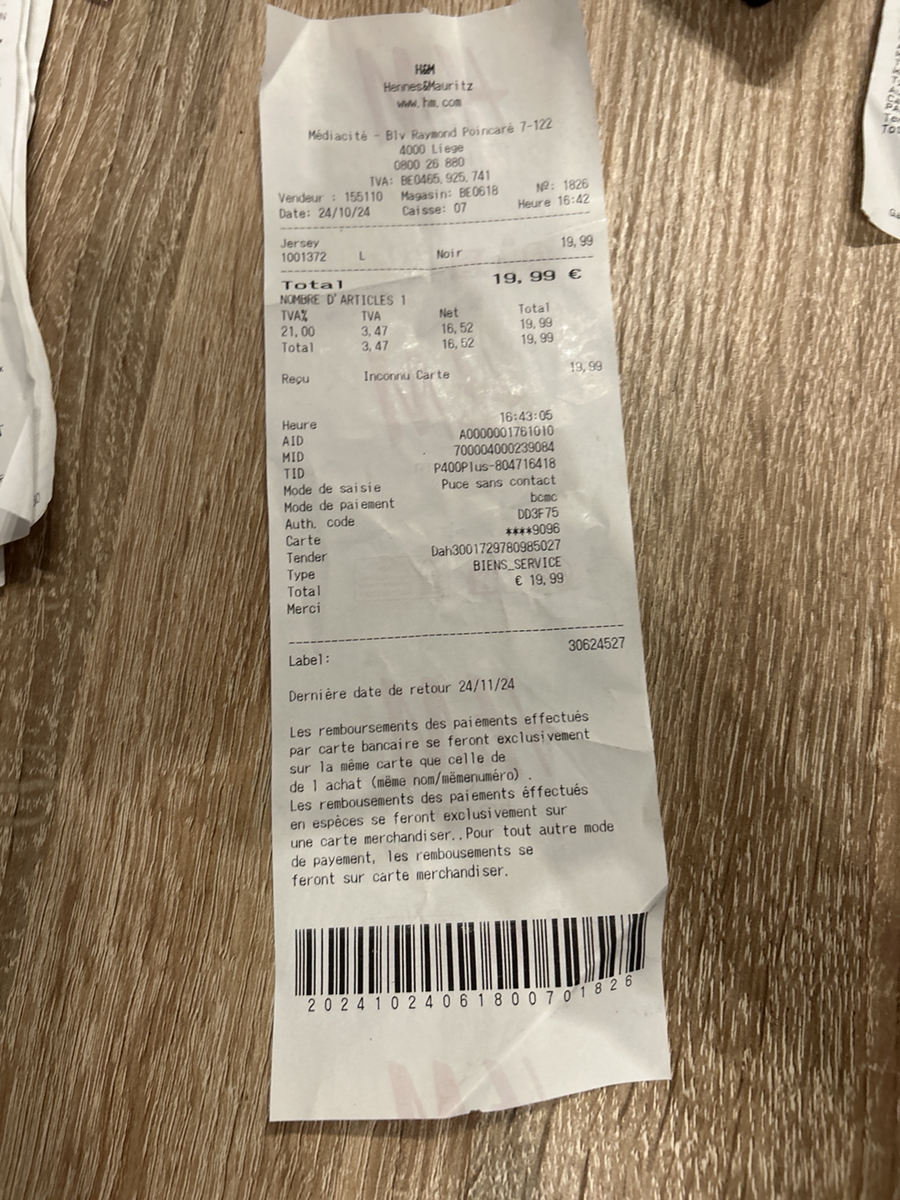 H&M
Hennes&Mauritz
www.hm.com
Médiacité - Blv Raymond Poincaré 7-122
4000 Liege
0800 26 880
TVA: BE0465,925,741
Vendeur : 155110 Magasin: BE0618 Nº: 1826
Date: 24/10/24 Caisse: 07 Heure 16:42
Jersey 19,99
1001372 L Noir
Total 19,99 €
NOMBRE D'ARTICLES 1
TVA% TVA Net Total
21,00 3,47 16,52 19,99
Total 3,47 16,52 19,99
Reçu Inconnu Carte 19,99
Heure 16:43:05
AID A0000001761010
MID 700004000239084
TID P400Plus-804716418
Mode de saisie Puce sans contact
Mode de paiement bcmc
Auth. code DD3F75
Carte ****9096
Tender Dah3001729780985027
Type BIENS_SERVICE
Total € 19,99
Merci
Label: 30624527
Dernière date de retour 24/11/24
Les remboursements des paiements effectués
par carte bancaire se feront exclusivement
sur la même carte que celle de
de l achat (même nom/mêmenuméro) .
Les rembousements des paiements éffectués
en espèces se feront exclusivement sur
une carte merchandiser..Pour tout autre mode
de payement, les rembousements se
feront sur carte merchandiser.
20241024061800701826